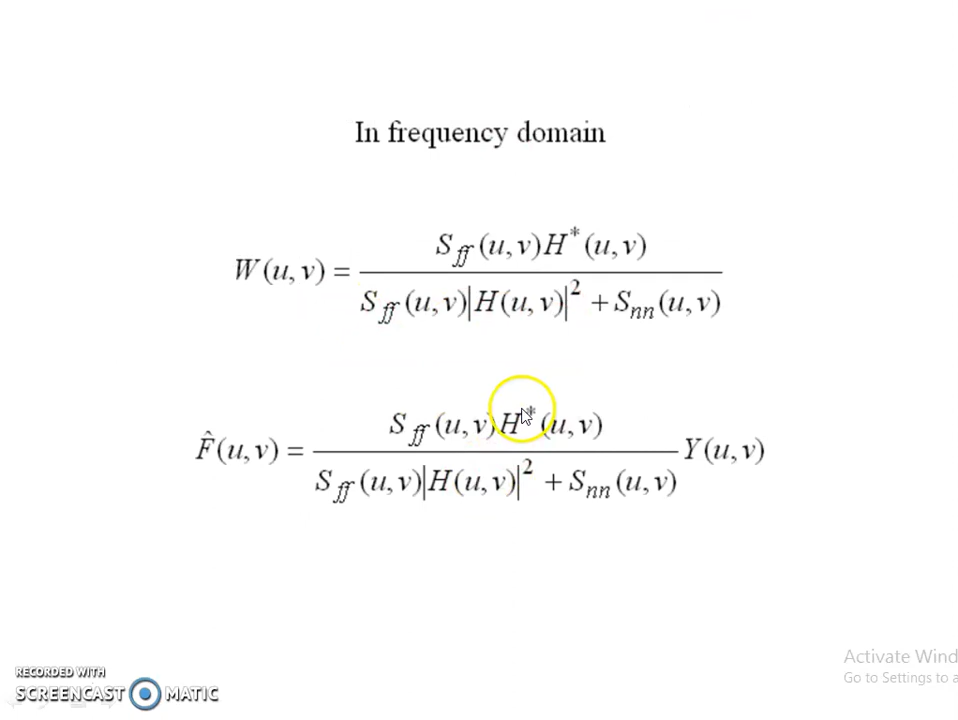 In frequency domain
W(u,v) = S_ff(u,v)H*(u,v) / S_ff(u,v)|H(u,v)|² + S_nn(u,v)
F̂(u,v) = S_ff(u,v)H*(u,v) / S_ff(u,v)|H(u,v)|² + S_nn(u,v) Y(u,v)
Activate Wind
Go to Settings to a
RECORDED WITH
SCREENCAST MATIC